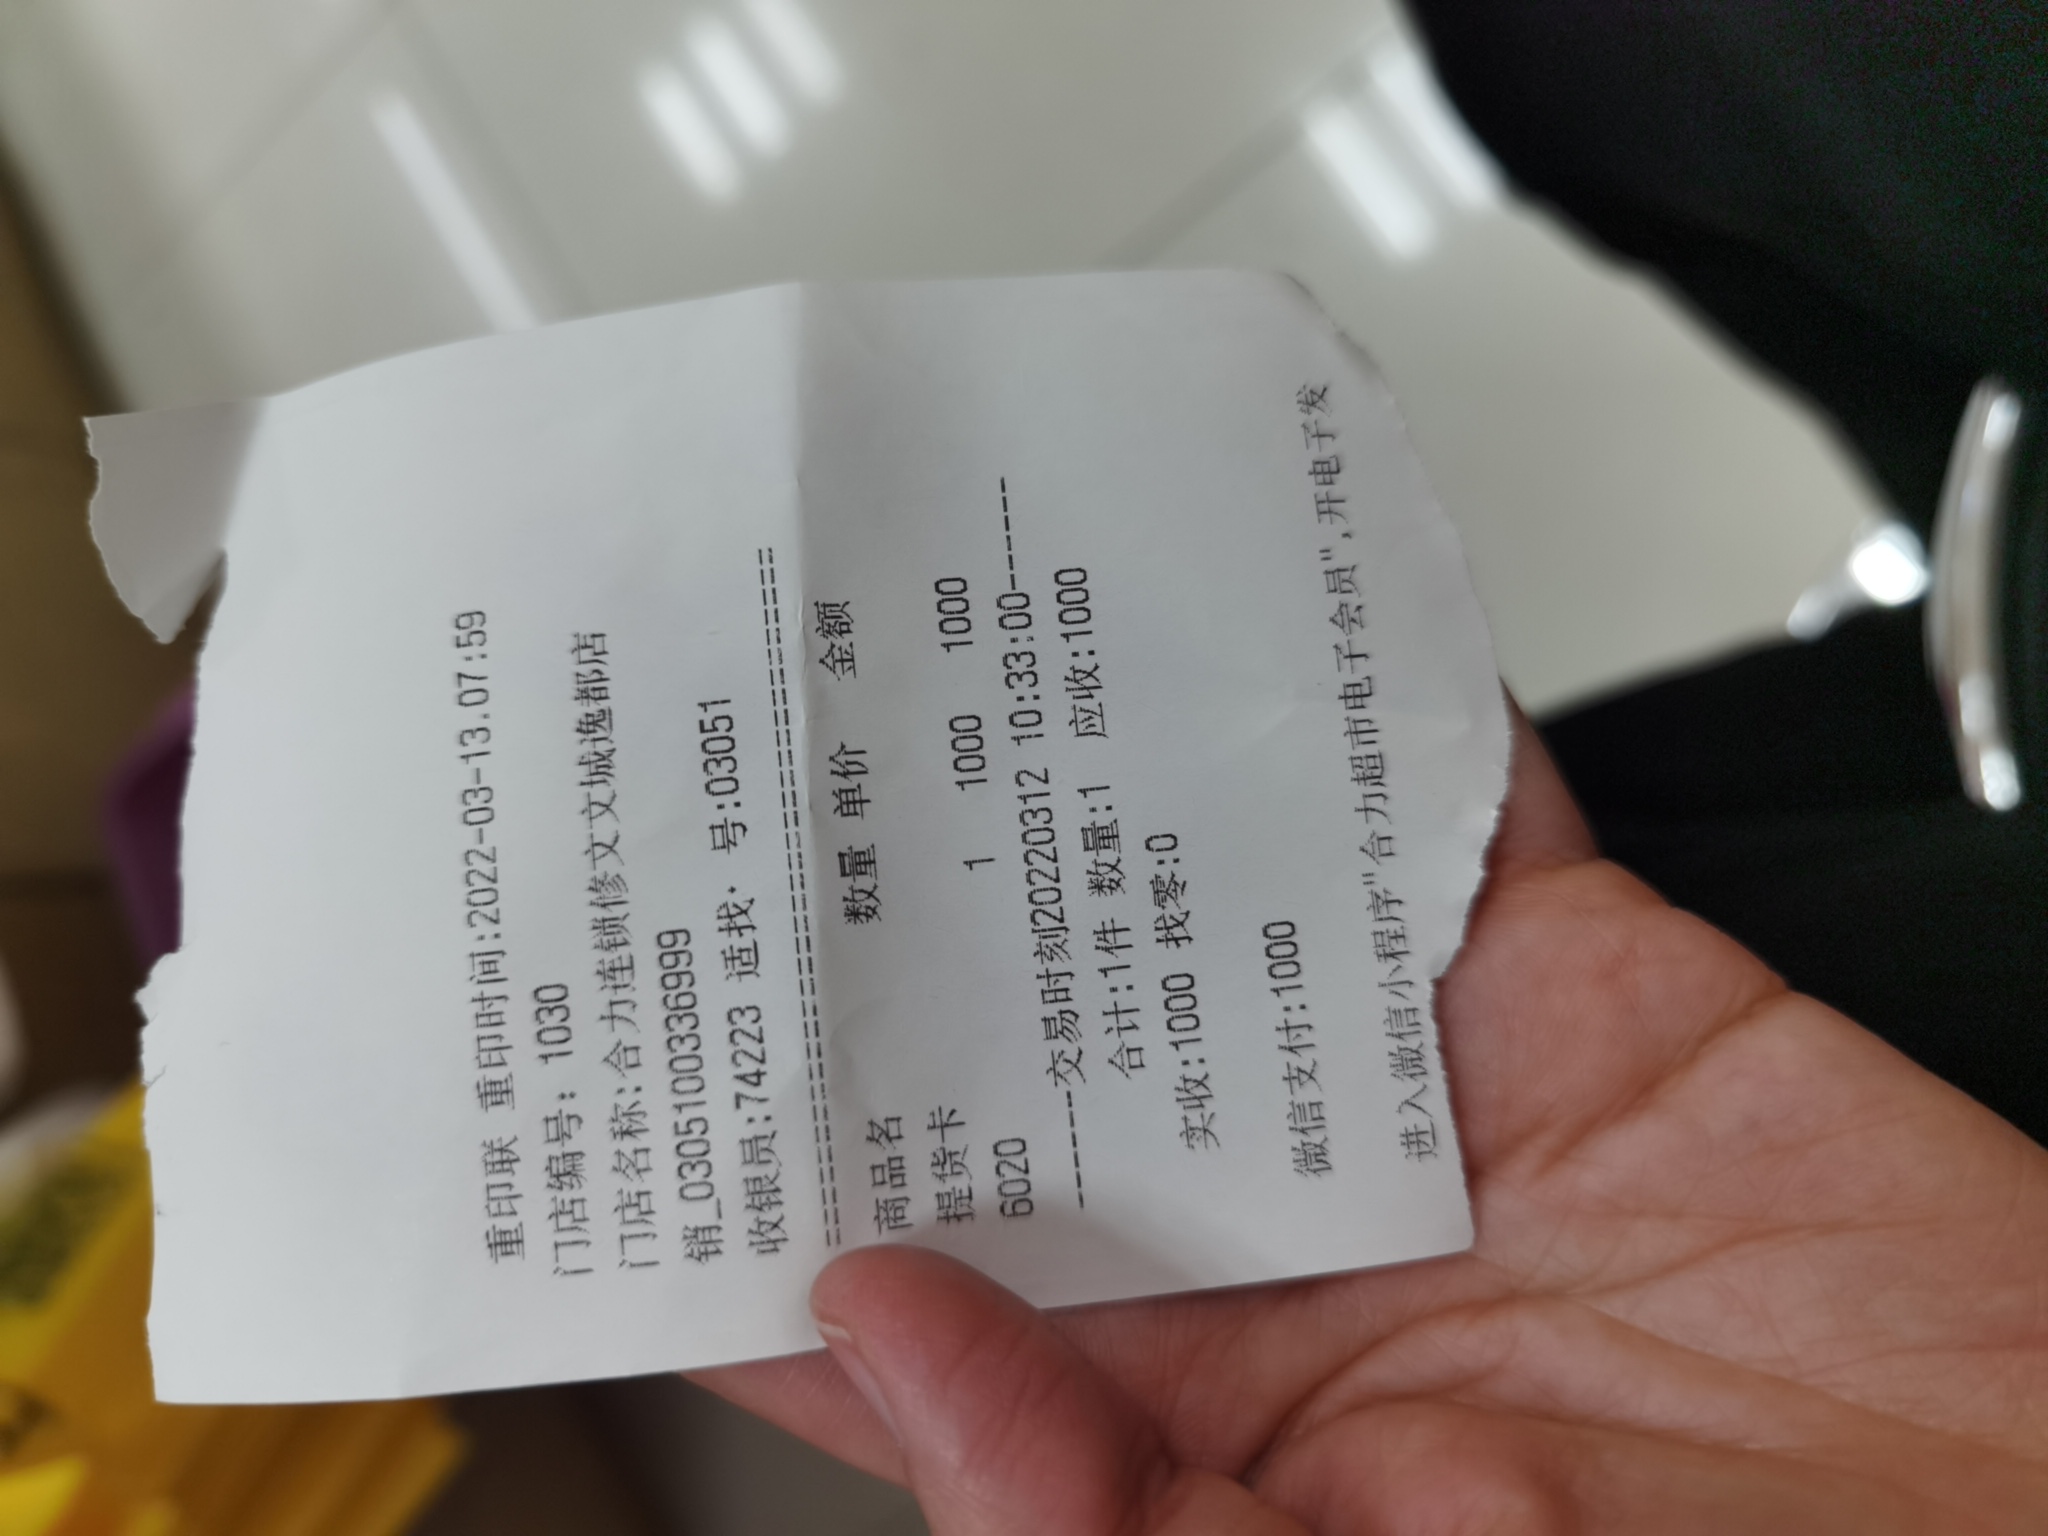 重印联 重印时间:2022-03-13.07:59
门店编号: 1030
门店名称:合力连锁修文文城逸都店
销_0305100336999
收银员:74223 适找. 号:03051
==================================
商品名 数量 单价 金额
提货卡 1 1000 1000
6020
-------交易时刻20220312 10:33:00-------
合计:1件 数量:1 应收:1000
实收:1000 找零:0
微信支付:1000
进入微信小程序"合力超市电子会员",开电子发